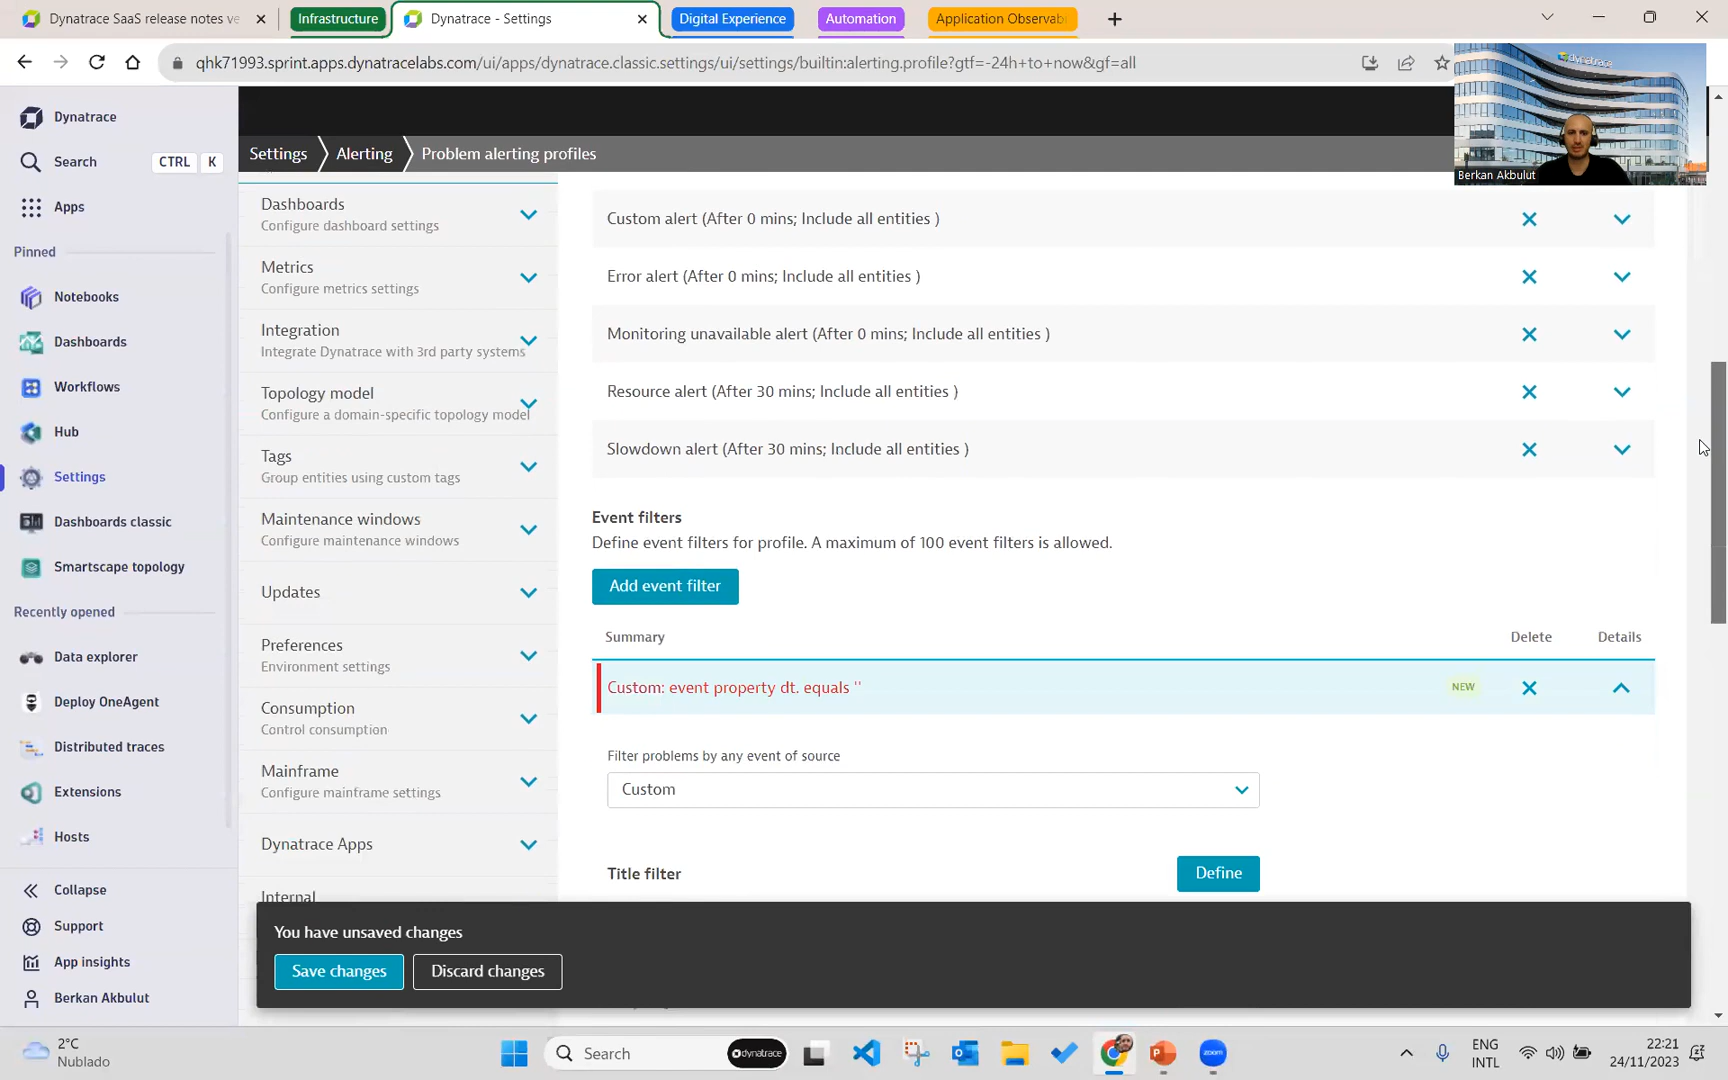 Dynatrace SaaS release notes ve
Infrastructure
Dynatrace - Settings
Digital Experience
Automation
Application Observab
qhk71993.sprint.apps.dynatracelabs.com/ui/apps/dynatrace.classic.settings/ui/settings/builtin:alerting.profile?gtf=-24h+to+now&gf=all
dynatrace
Berkan Akbulut
Dynatrace
Search
CTRL
K
Apps
Pinned
Notebooks
Dashboards
Workflows
Hub
Settings
Dashboards classic
Smartscape topology
Recently opened
Data explorer
Deploy OneAgent
Distributed traces
Extensions
Hosts
Collapse
Support
App insights
Berkan Akbulut
Settings
Alerting
Problem alerting profiles
Dashboards
Configure dashboard settings
Metrics
Configure metrics settings
Integration
Integrate Dynatrace with 3rd party systems
Topology model
Configure a domain-specific topology model
Tags
Group entities using custom tags
Maintenance windows
Configure maintenance windows
Updates
Preferences
Environment settings
Consumption
Control consumption
Mainframe
Configure mainframe settings
Dynatrace Apps
Internal
Custom alert (After 0 mins; Include all entities )
Error alert (After 0 mins; Include all entities )
Monitoring unavailable alert (After 0 mins; Include all entities )
Resource alert (After 30 mins; Include all entities )
Slowdown alert (After 30 mins; Include all entities )
Event filters
Define event filters for profile. A maximum of 100 event filters is allowed.
Add event filter
Summary
Delete
Details
Custom: event property dt. equals ''
NEW
Filter problems by any event of source
Custom
Title filter
Define
You have unsaved changes
Save changes
Discard changes
2°C
Nublado
Search
dynatrace
zoom
ENG
INTL
22:21
24/11/2023